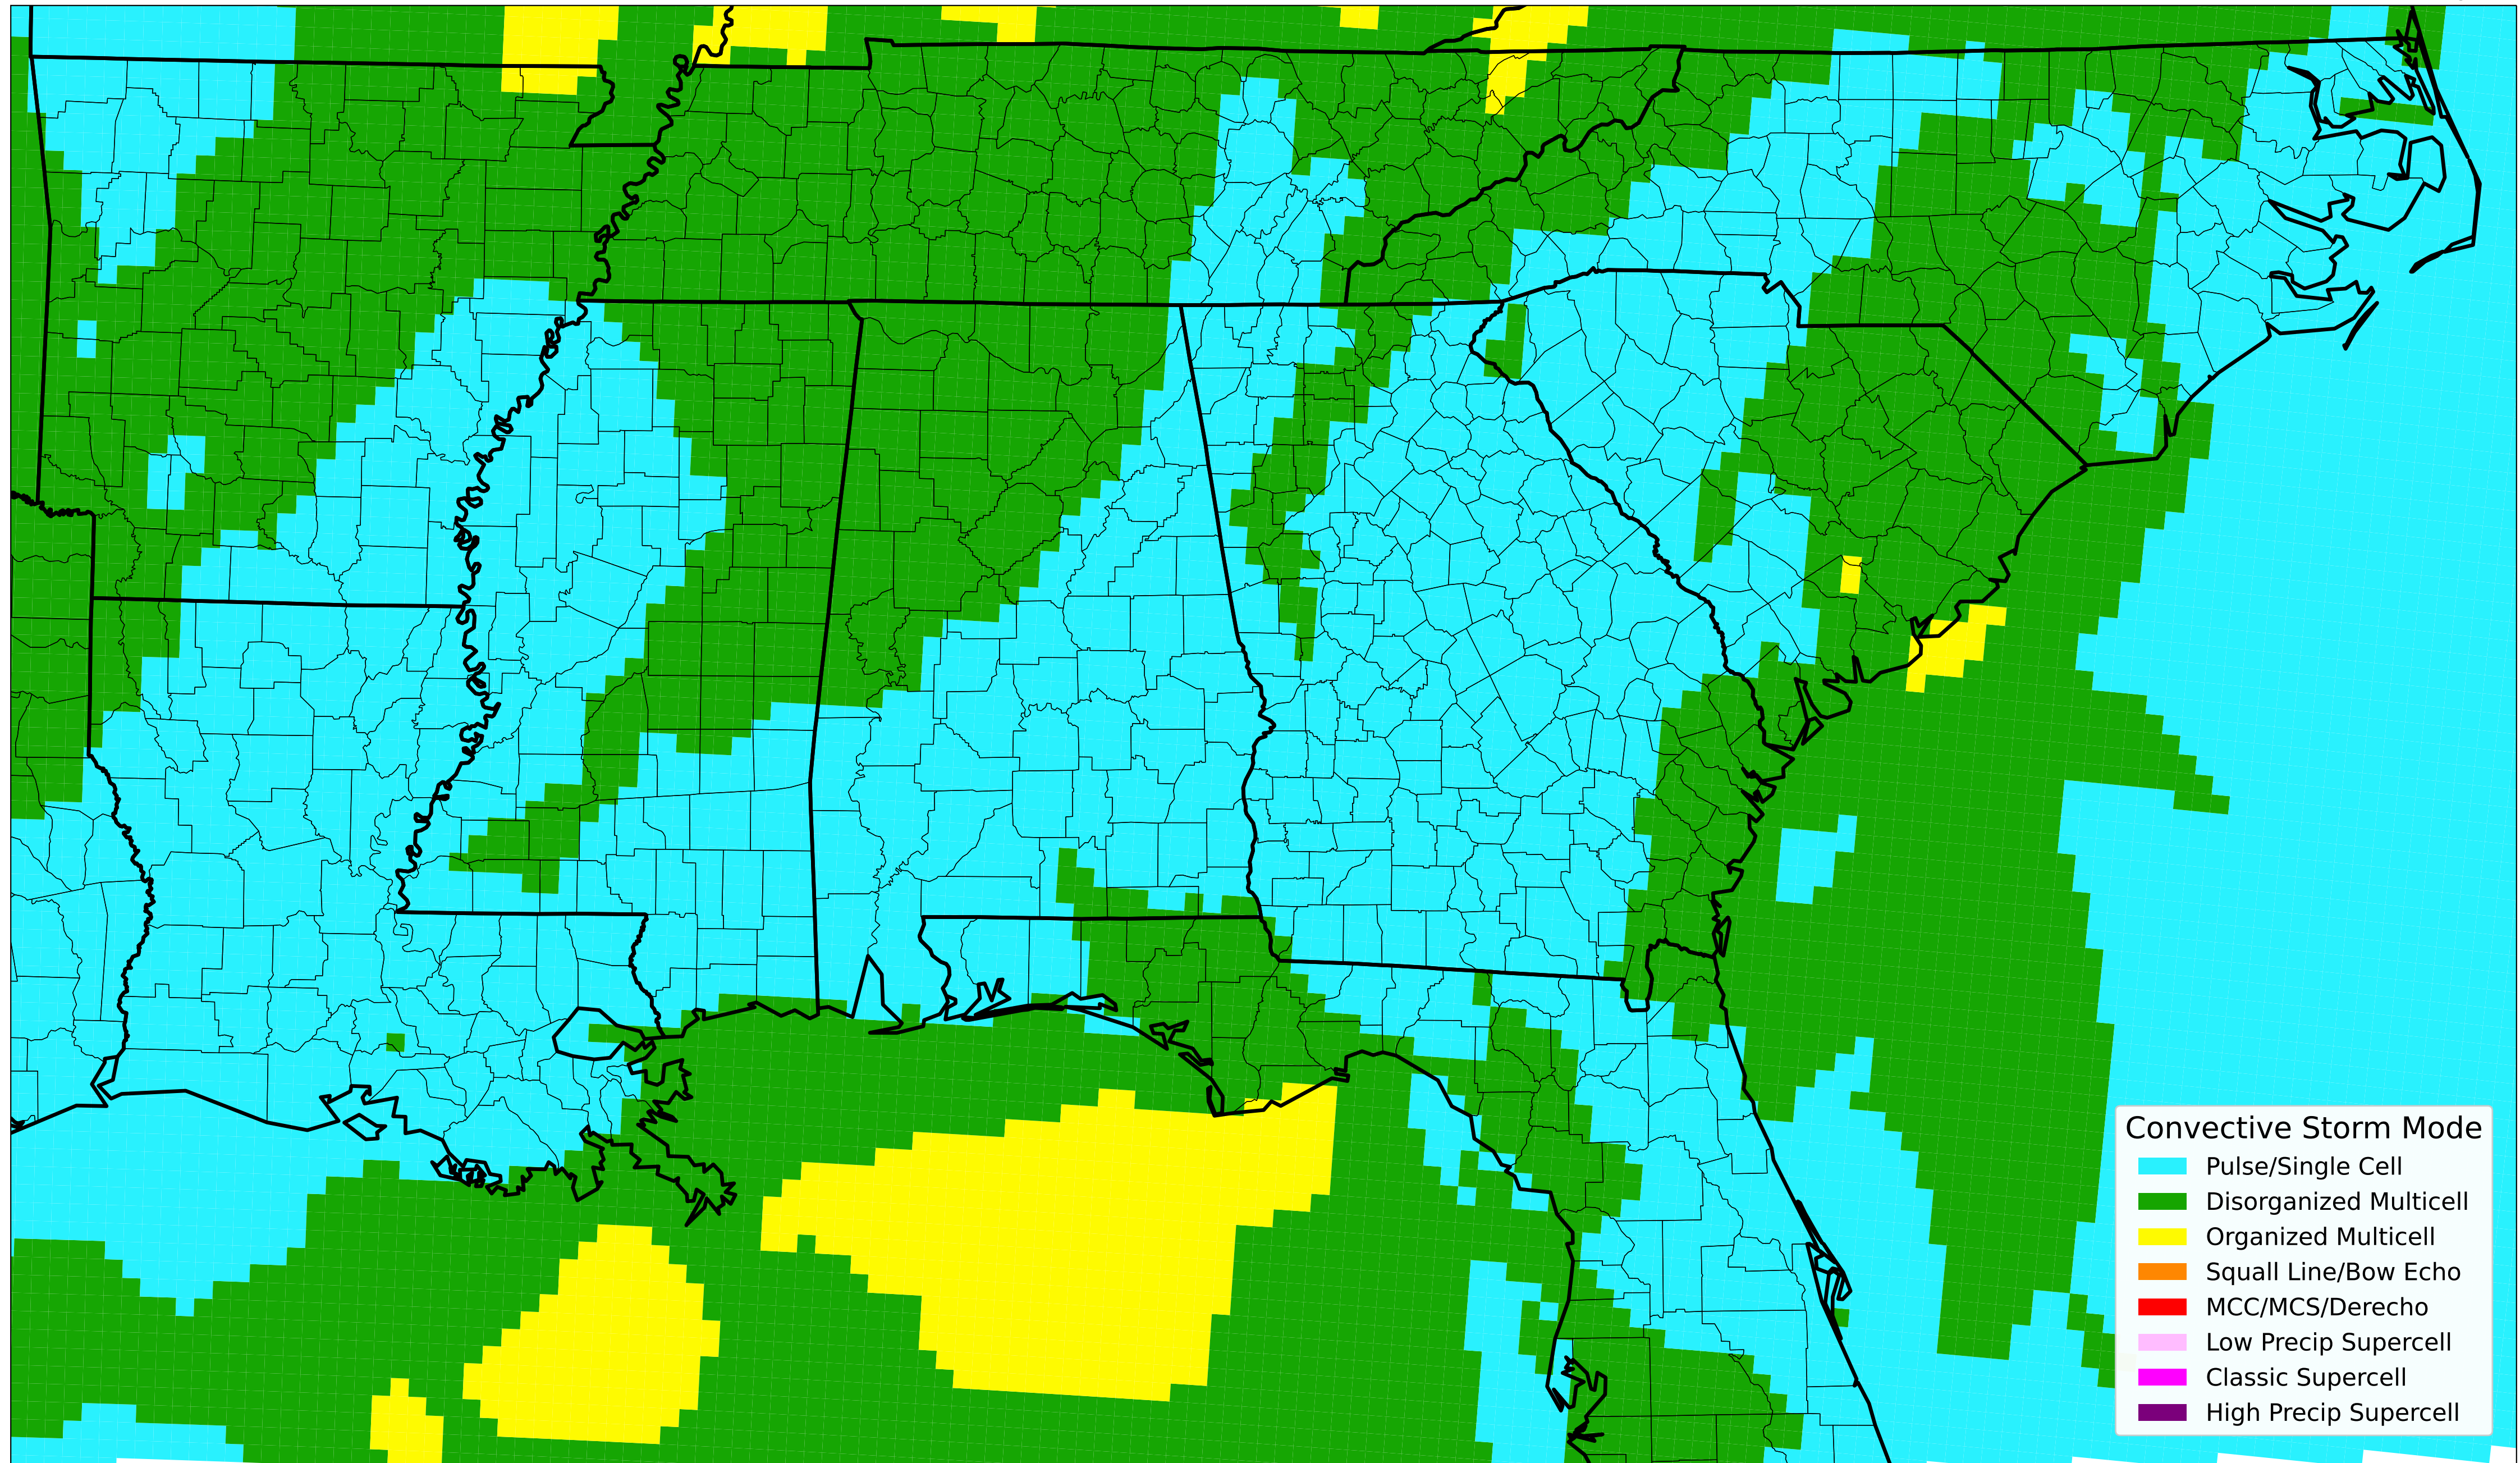 Convective Storm Mode
Pulse/Single Cell
Disorganized Multicell
Organized Multicell
Squall Line/Bow Echo
MCC/MCS/Derecho
Low Precip Supercell
Classic Supercell
High Precip Supercell